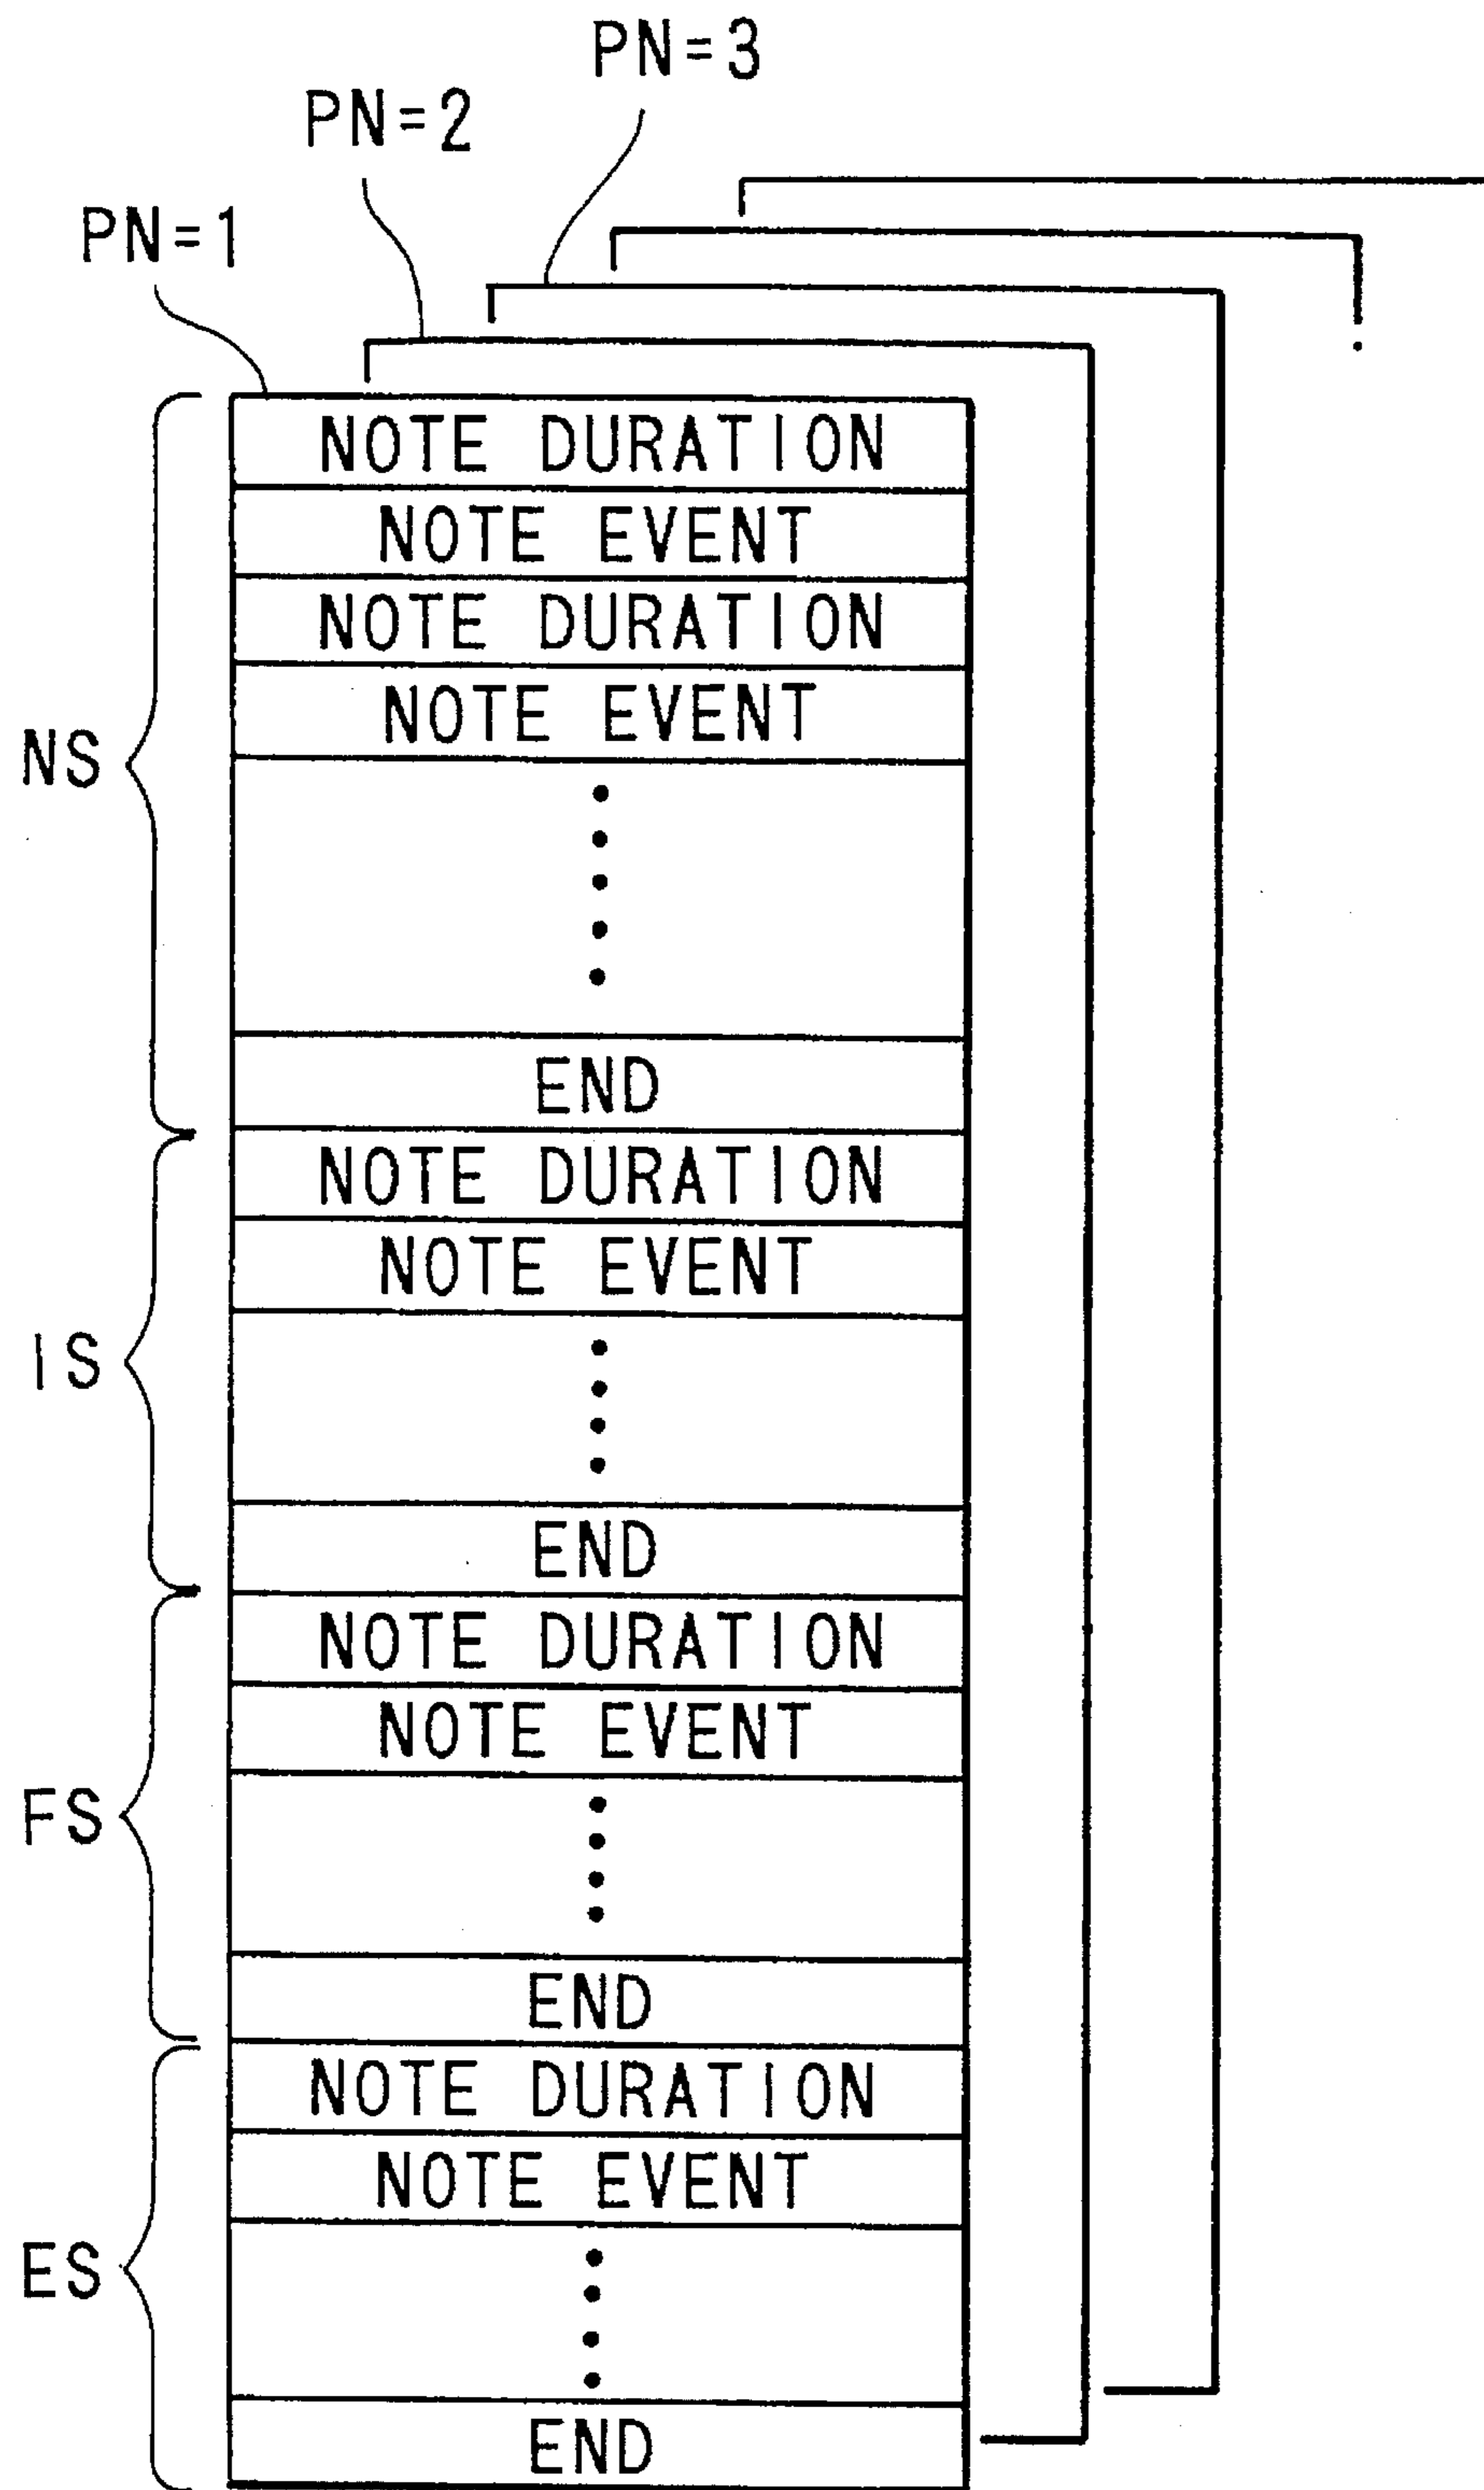 PN=3
PN=2
PN=1
NOTE DURATION
NOTE EVENT
NOTE DURATION
NOTE EVENT
NS
END
NOTE DURATION
NOTE EVENT
IS
END
NOTE DURATION
NOTE EVENT
FS
END
NOTE DURATION
NOTE EVENT
ES
END